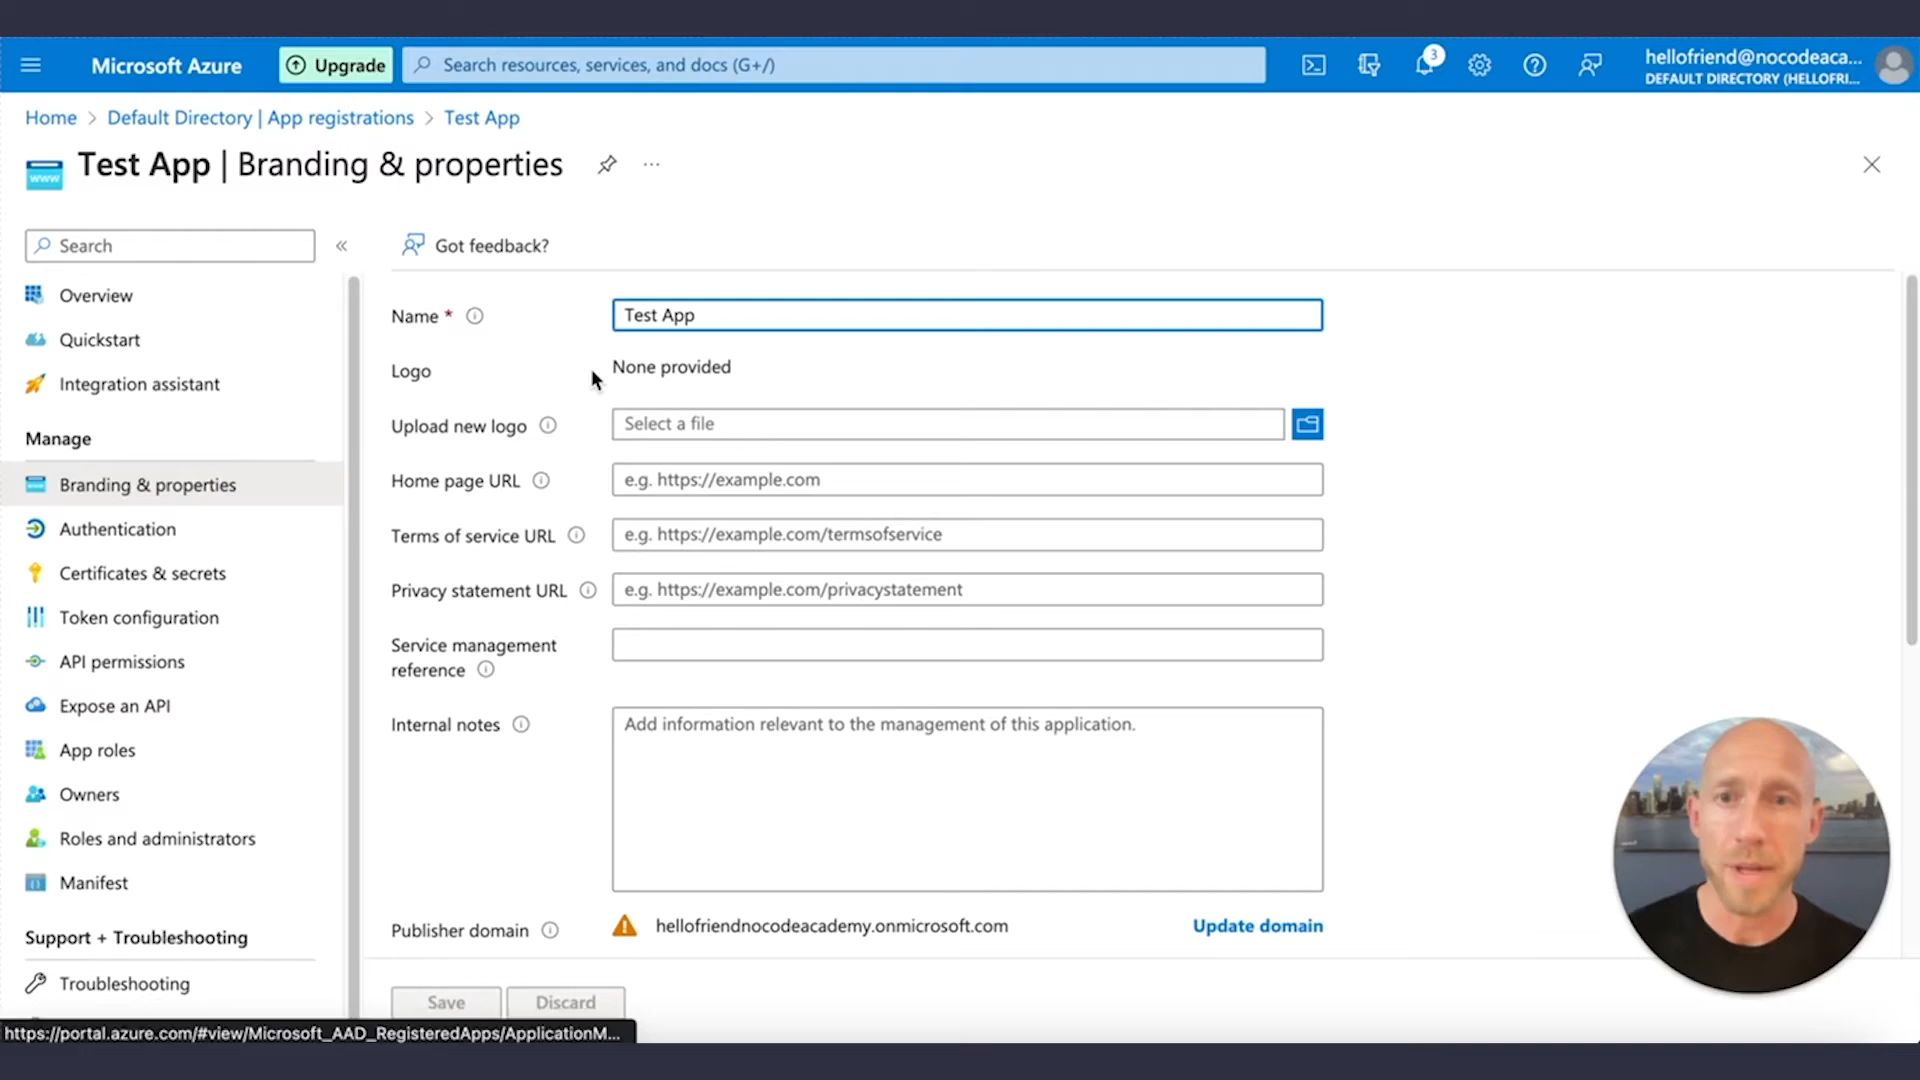 Microsoft Azure
Upgrade
Search resources, services, and docs (G+/)
3
hellofriend@nocodeaca...
DEFAULT DIRECTORY (HELLOFRI...
Home > Default Directory | App registrations > Test App
www
Test App | Branding & properties
...
Search
«
Got feedback?
Overview
Quickstart
Integration assistant
Manage
Branding & properties
Authentication
Certificates & secrets
Token configuration
API permissions
Expose an API
App roles
Owners
Roles and administrators
Manifest
Support + Troubleshooting
Troubleshooting
Name *
Test App
Logo
None provided
Upload new logo
Select a file
Home page URL
e.g. https://example.com
Terms of service URL
e.g. https://example.com/termsofservice
Privacy statement URL
e.g. https://example.com/privacystatement
Service management
reference
Internal notes
Add information relevant to the management of this application.
Publisher domain
hellofriendnocodeacademy.onmicrosoft.com
Update domain
Save
Discard
https://portal.azure.com/#view/Microsoft_AAD_RegisteredApps/ApplicationM...